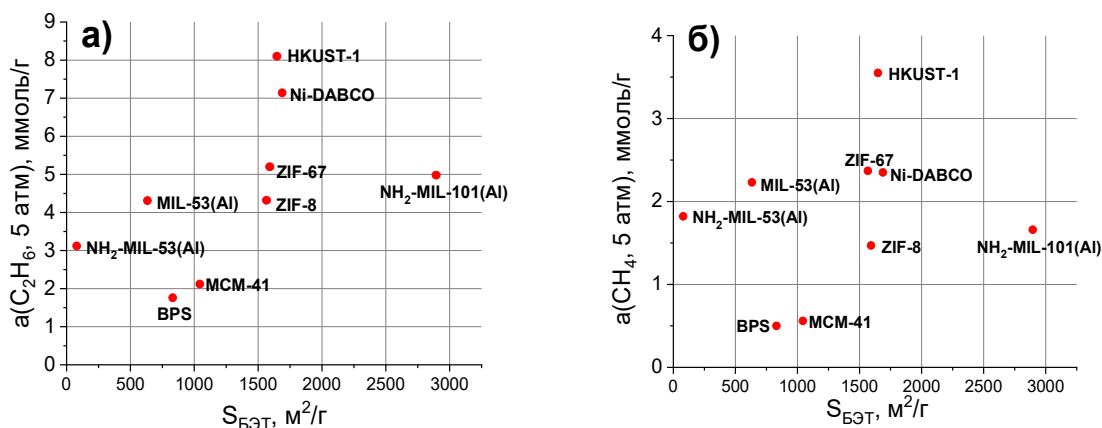 а)
a(C₂H₆, 5 атм), ммоль/г
9
8
7
6
5
4
3
2
1
0
HKUST-1
Ni-DABCO
ZIF-67
NH₂-MIL-101(Al)
MIL-53(Al)
ZIF-8
NH₂-MIL-53(Al)
MCM-41
BPS
0 500 1000 1500 2000 2500 3000
S_БЭТ, м²/г
б)
a(CH₄, 5 атм), ммоль/г
4
3
2
1
0
HKUST-1
ZIF-67
Ni-DABCO
MIL-53(Al)
NH₂-MIL-53(Al)
ZIF-8
NH₂-MIL-101(Al)
BPS
MCM-41
0 500 1000 1500 2000 2500 3000
S_БЭТ, м²/г